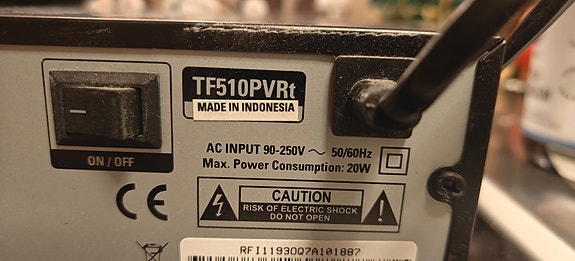 TF510PVRt
MADE IN INDONESIA
ON / OFF
AC INPUT 90-250V ~ 50/60Hz
Max. Power Consumption: 20W
CE
CAUTION
RISK OF ELECTRIC SHOCK
DO NOT OPEN
RFI11930Q7A101887